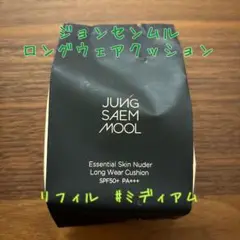 ジョンセンムル
ロングウェアクッション
JUNG
SAEM
MOOL
Essential Skin Nuder
Long Wear Cushion
SPF50+ PA+++
リフィル #ミディアム